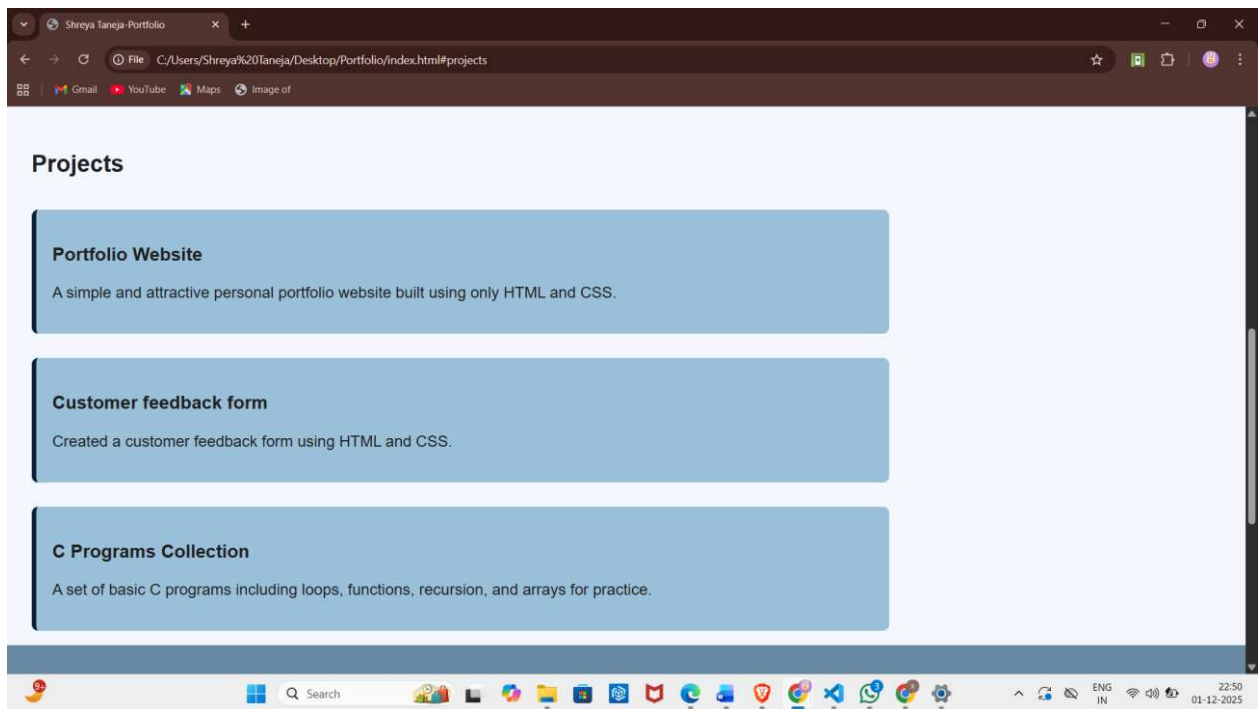 Shreya Taneja-Portfolio
File C:/Users/Shreya%20Taneja/Desktop/Portfolio/index.html#projects
Gmail YouTube Maps Image of
Projects
Portfolio Website
A simple and attractive personal portfolio website built using only HTML and CSS.
Customer feedback form
Created a customer feedback form using HTML and CSS.
C Programs Collection
A set of basic C programs including loops, functions, recursion, and arrays for practice.
9+
Search
3
ENG
IN
22:50
01-12-2025